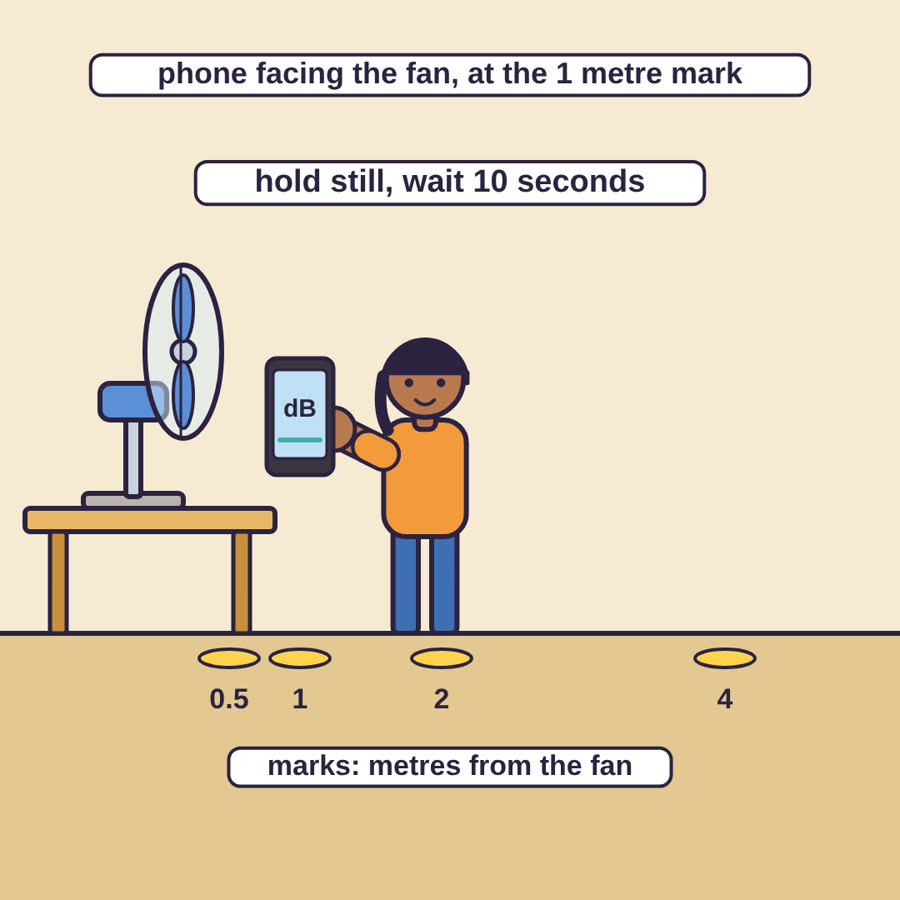 phone facing the fan, at the 1 metre mark
hold still, wait 10 seconds
dB
0.5 1 2 4
marks: metres from the fan